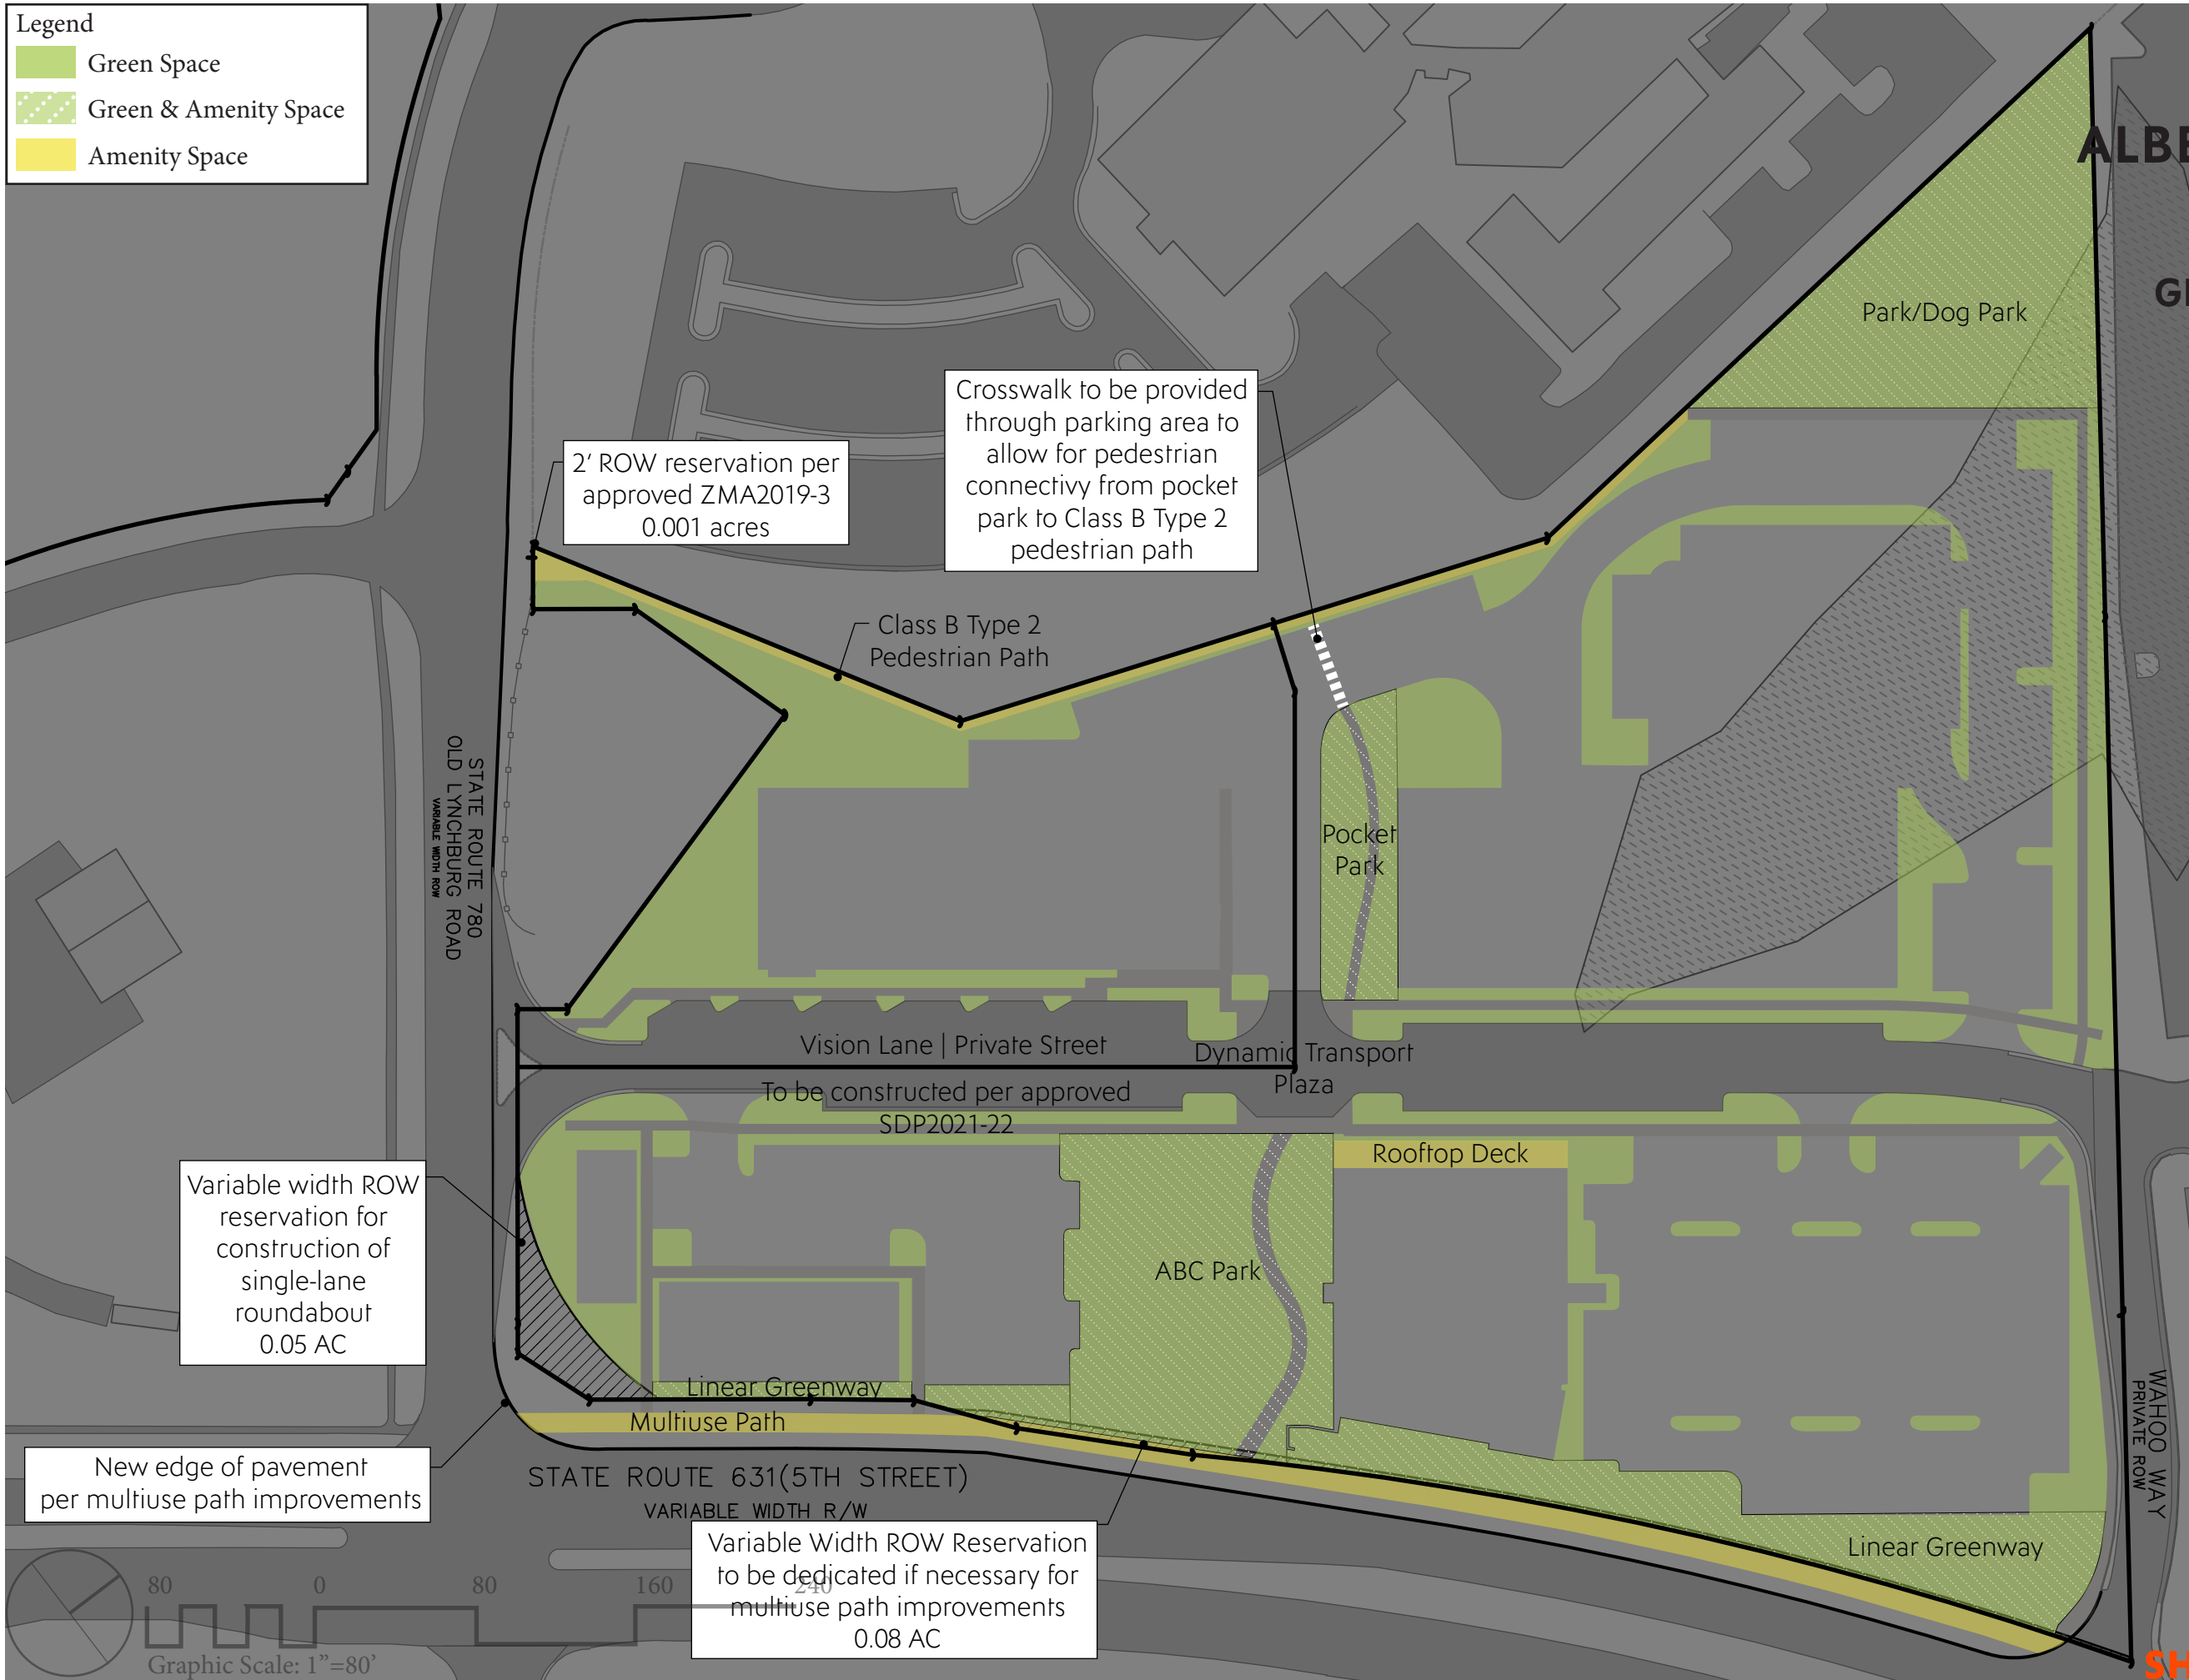 Legend
Green Space
Green & Amenity Space
Amenity Space
ALBE
Park/Dog Park
Crosswalk to be provided
through parking area to
allow for pedestrian
connectivy from pocket
park to Class B Type 2
pedestrian path
2' ROW reservation per
approved ZMA2019-3
0.001 acres
Class B Type 2
Pedestrian Path
STATE ROUTE 780
OLD LYNCHBURG ROAD
VARIABLE WIDTH ROW
Pocket
Park
Vision Lane | Private Street
Dynamic Transport
Plaza
To be constructed per approved
SDP2021-22
Rooftop Deck
Variable width ROW
reservation for
construction of
single-lane
roundabout
0.05 AC
ABC Park
Linear Greenway
Multiuse Path
WAHOO WAY
PRIVATE ROW
New edge of pavement
per multiuse path improvements
STATE ROUTE 631(5TH STREET)
VARIABLE WIDTH R/W
Variable Width ROW Reservation
to be dedicated if necessary for
multiuse path improvements
0.08 AC
Linear Greenway
80 0 80 160 240
Graphic Scale: 1"=80'
SH